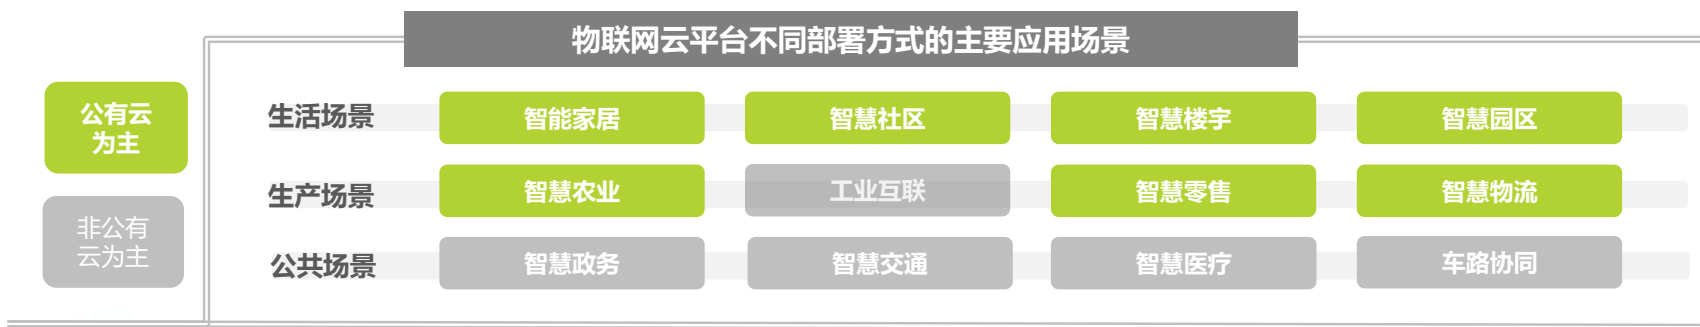 物联网云平台不同部署方式的主要应用场景
公有云
为主
非公有
云为主
生活场景 智能家居 智慧社区 智慧楼宇 智慧园区
生产场景 智慧农业 工业互联 智慧零售 智慧物流
公共场景 智慧政务 智慧交通 智慧医疗 车路协同